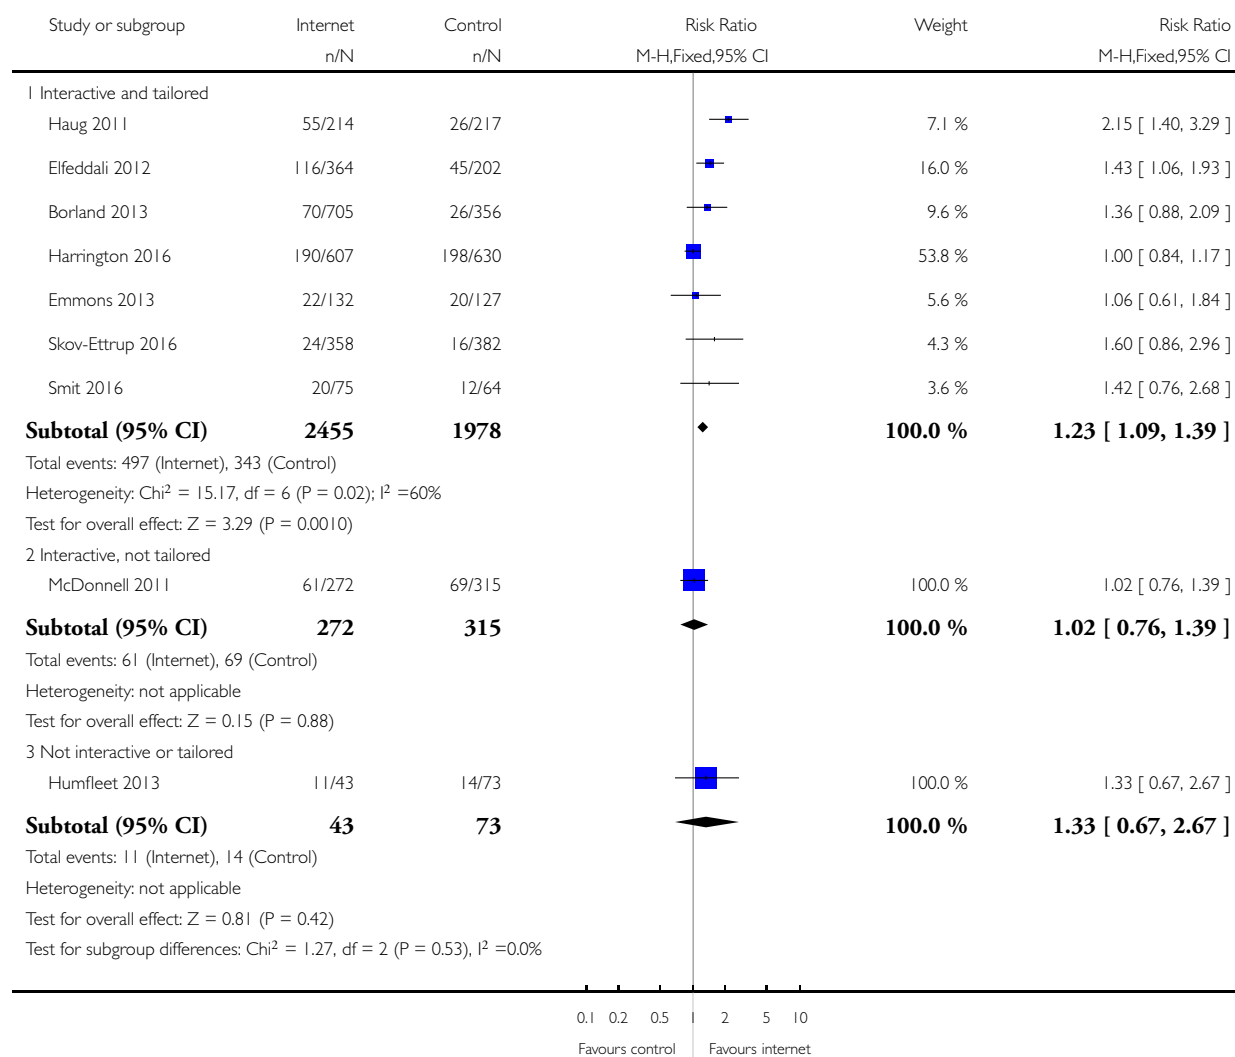 Study or subgroup Internet Control Risk Ratio Weight Risk Ratio
n/N n/N M-H,Fixed,95% CI M-H,Fixed,95% CI
1 Interactive and tailored
Haug 2011 55/214 26/217 7.1 % 2.15 [ 1.40, 3.29 ]
Elfeddali 2012 116/364 45/202 16.0 % 1.43 [ 1.06, 1.93 ]
Borland 2013 70/705 26/356 9.6 % 1.36 [ 0.88, 2.09 ]
Harrington 2016 190/607 198/630 53.8 % 1.00 [ 0.84, 1.17 ]
Emmons 2013 22/132 20/127 5.6 % 1.06 [ 0.61, 1.84 ]
Skov-Ettrup 2016 24/358 16/382 4.3 % 1.60 [ 0.86, 2.96 ]
Smit 2016 20/75 12/64 3.6 % 1.42 [ 0.76, 2.68 ]
Subtotal (95% CI) 2455 1978 100.0 % 1.23 [ 1.09, 1.39 ]
Total events: 497 (Internet), 343 (Control)
Heterogeneity: Chi² = 15.17, df = 6 (P = 0.02); I² =60%
Test for overall effect: Z = 3.29 (P = 0.0010)
2 Interactive, not tailored
McDonnell 2011 61/272 69/315 100.0 % 1.02 [ 0.76, 1.39 ]
Subtotal (95% CI) 272 315 100.0 % 1.02 [ 0.76, 1.39 ]
Total events: 61 (Internet), 69 (Control)
Heterogeneity: not applicable
Test for overall effect: Z = 0.15 (P = 0.88)
3 Not interactive or tailored
Humfleet 2013 11/43 14/73 100.0 % 1.33 [ 0.67, 2.67 ]
Subtotal (95% CI) 43 73 100.0 % 1.33 [ 0.67, 2.67 ]
Total events: 11 (Internet), 14 (Control)
Heterogeneity: not applicable
Test for overall effect: Z = 0.81 (P = 0.42)
Test for subgroup differences: Chi² = 1.27, df = 2 (P = 0.53), I² =0.0%
0.1 0.2 0.5 1 2 5 10
Favours control Favours internet